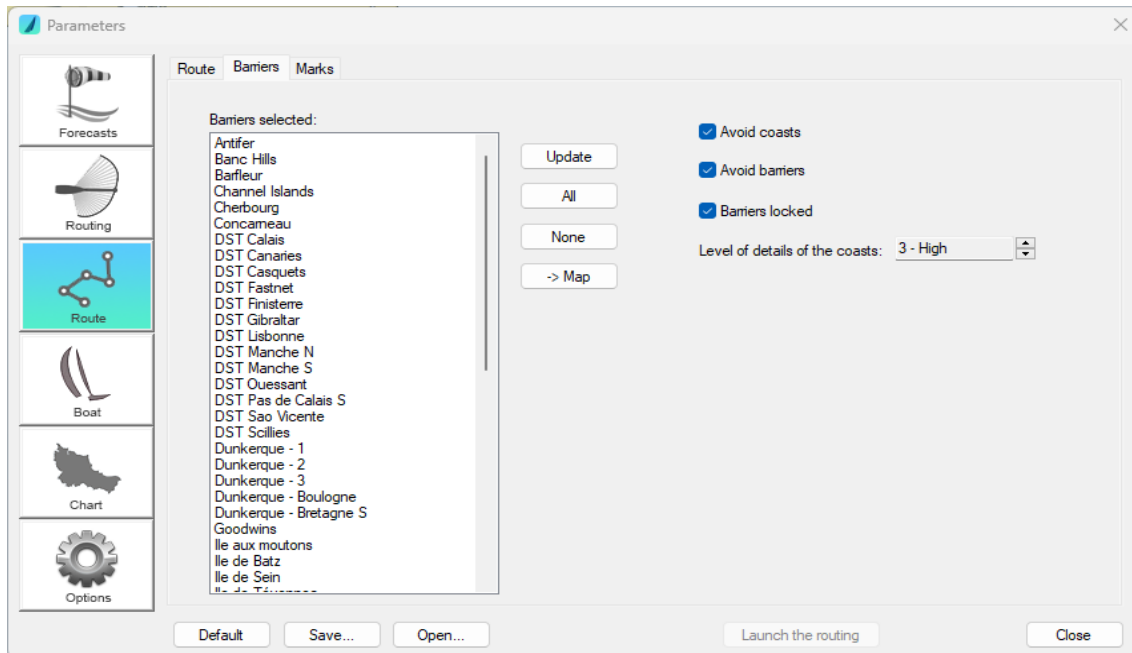 Parameters
Forecasts
Routing
Route
Boat
Chart
Options
Route Barriers Marks
Barriers selected:
Antifer
Banc Hills
Barfleur
Channel Islands
Cherbourg
Concarneau
DST Calais
DST Canaries
DST Casquets
DST Fastnet
DST Finisterre
DST Gibraltar
DST Lisbonne
DST Manche N
DST Manche S
DST Ouessant
DST Pas de Calais S
DST Sao Vicente
DST Scillies
Dunkerque - 1
Dunkerque - 2
Dunkerque - 3
Dunkerque - Boulogne
Dunkerque - Bretagne S
Goodwins
Ile aux moutons
Ile de Batz
Ile de Sein
Update
All
None
-> Map
Avoid coasts
Avoid barriers
Barriers locked
Level of details of the coasts: 3 - High
Default Save... Open... Launch the routing Close